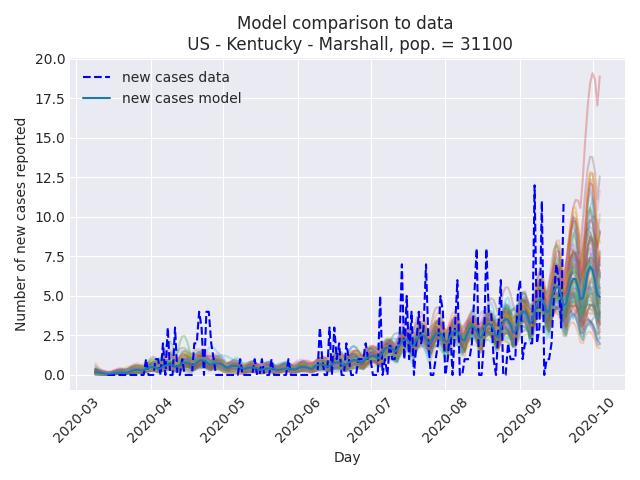 Model comparison to data
US - Kentucky - Marshall, pop. = 31100
20.0
17.5
15.0
12.5
10.0
7.5
5.0
2.5
0.0
Number of new cases reported
new cases data
new cases model
2020-03
2020-04
2020-05
2020-06
2020-07
2020-08
2020-09
2020-10
Day